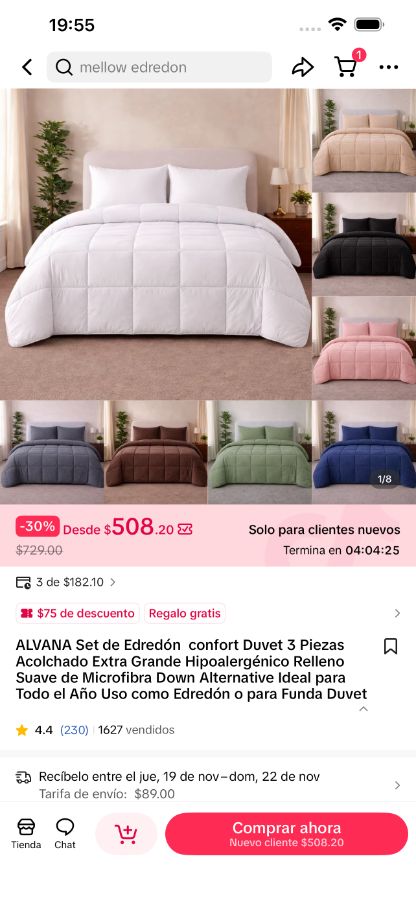 19:55
mellow edredon
1
1/8
-30% Desde $508.20
Solo para clientes nuevos
$729.00
Termina en 04:04:25
3 de $182.10
$75 de descuento
Regalo gratis
ALVANA Set de Edredón confort Duvet 3 Piezas
Acolchado Extra Grande Hipoalergénico Relleno
Suave de Microfibra Down Alternative Ideal para
Todo el Año Uso como Edredón o para Funda Duvet
4.4 (230) 1627 vendidos
Recíbelo entre el jue, 19 de nov–dom, 22 de nov
Tarifa de envío: $89.00
Tienda
Chat
Comprar ahora
Nuevo cliente $508.20